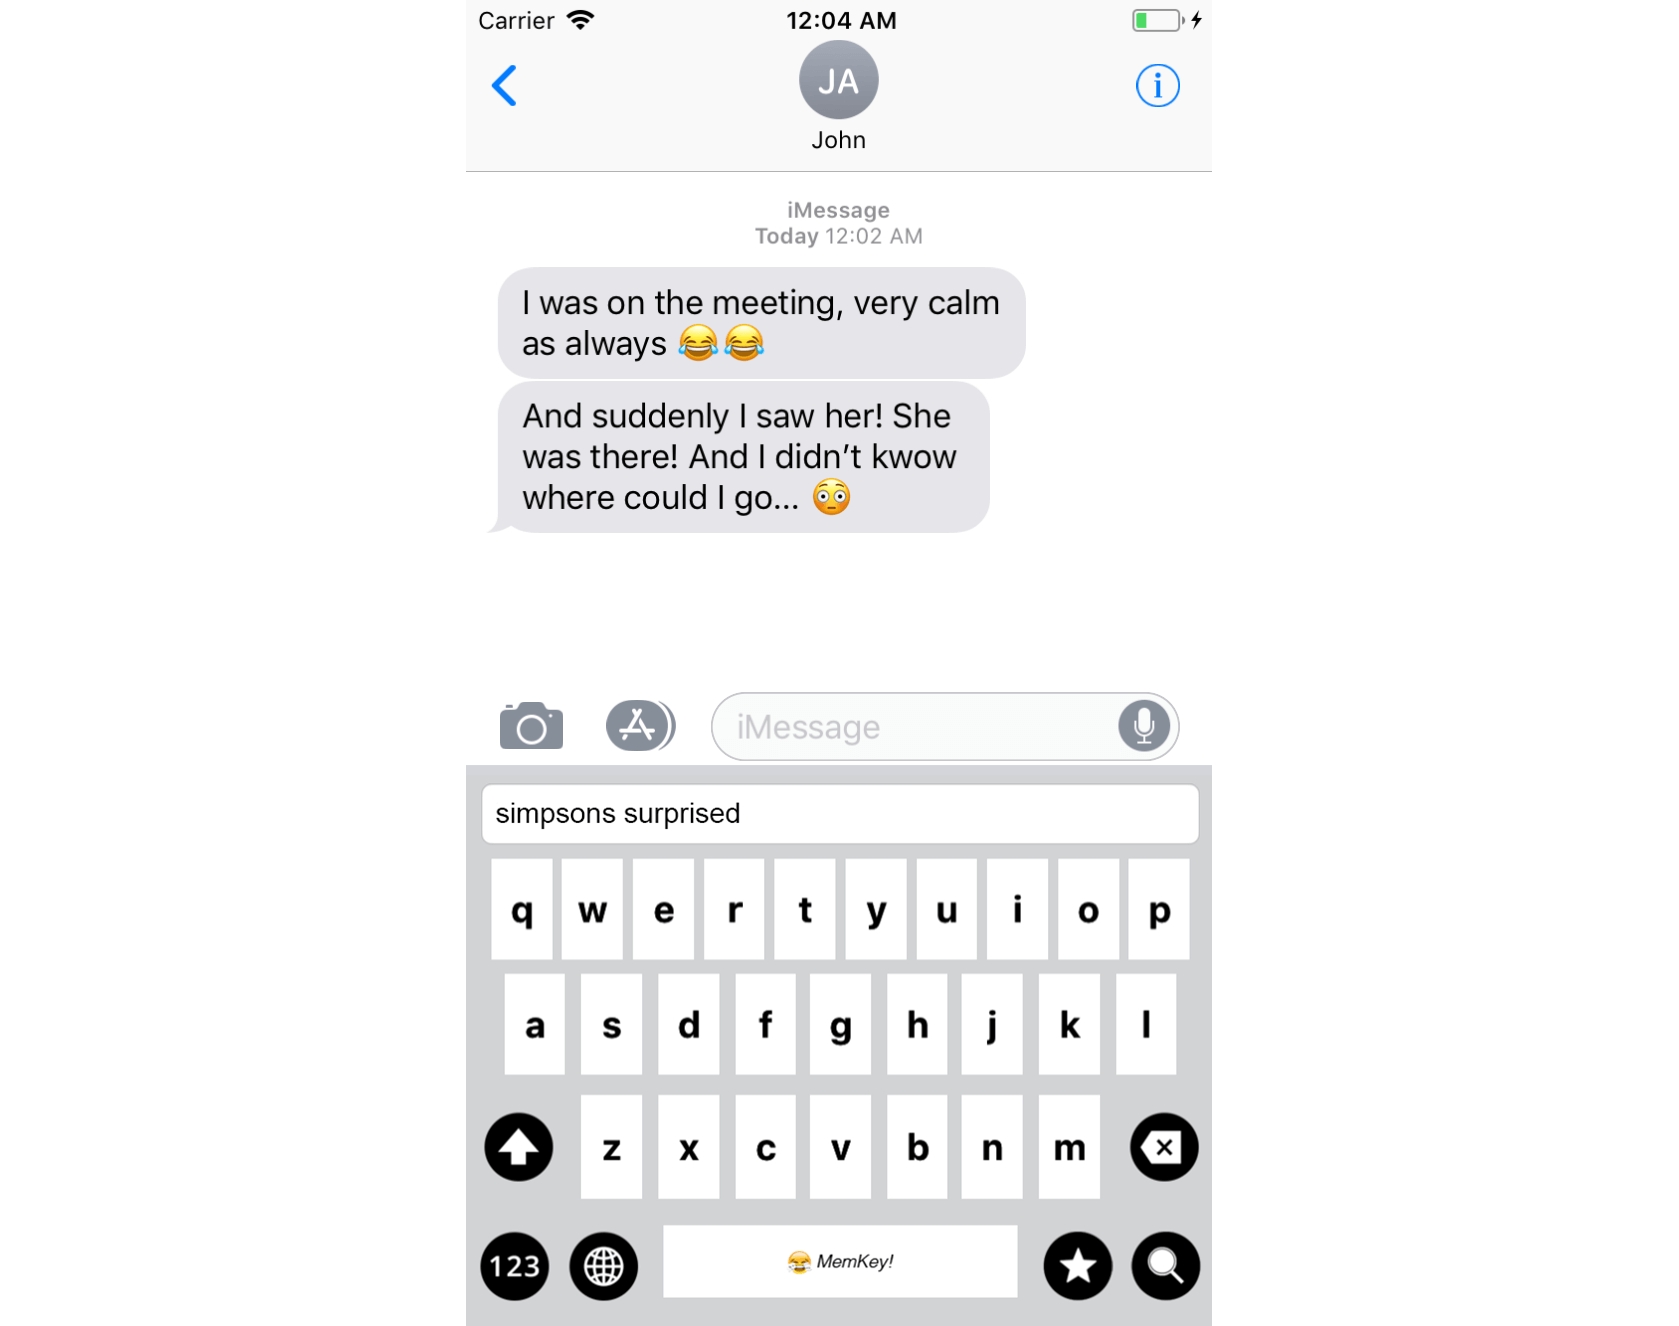 Carrier 12:04 AM
JA
John
iMessage
Today 12:02 AM
I was on the meeting, very calm
as always 😂😂
And suddenly I saw her! She
was there! And I didn’t kwow
where could I go... 😳
iMessage
simpsons surprised
q w e r t y u i o p
a s d f g h j k l
z x c v b n m
123 MemKey!